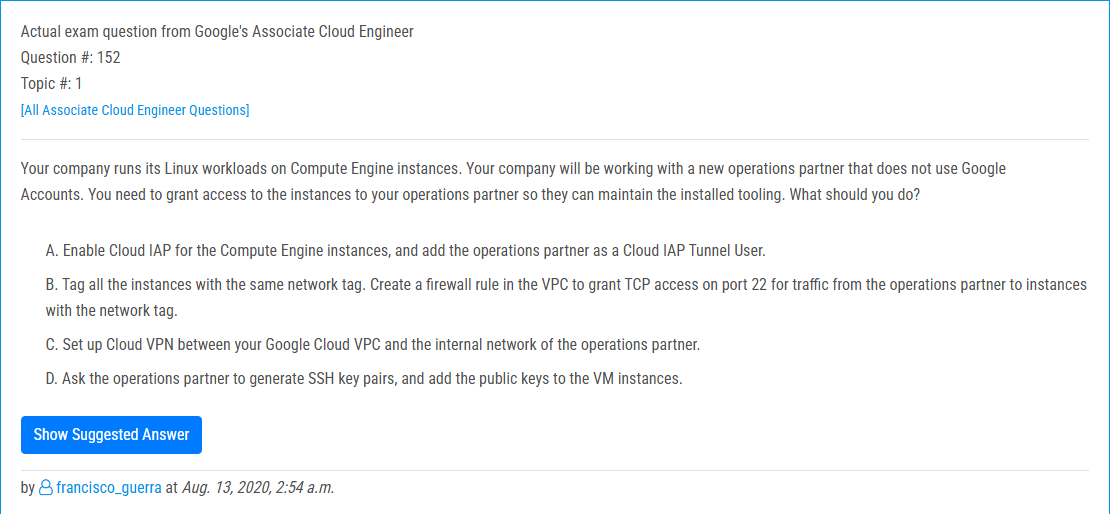 Actual exam question from Google's Associate Cloud Engineer
Question #: 152
Topic #: 1
[All Associate Cloud Engineer Questions]
Your company runs its Linux workloads on Compute Engine instances. Your company will be working with a new operations partner that does not use Google
Accounts. You need to grant access to the instances to your operations partner so they can maintain the installed tooling. What should you do?
A. Enable Cloud IAP for the Compute Engine instances, and add the operations partner as a Cloud IAP Tunnel User.
B. Tag all the instances with the same network tag. Create a firewall rule in the VPC to grant TCP access on port 22 for traffic from the operations partner to instances
with the network tag.
C. Set up Cloud VPN between your Google Cloud VPC and the internal network of the operations partner.
D. Ask the operations partner to generate SSH key pairs, and add the public keys to the VM instances.
Show Suggested Answer
by francisco_guerra at Aug. 13, 2020, 2:54 a.m.